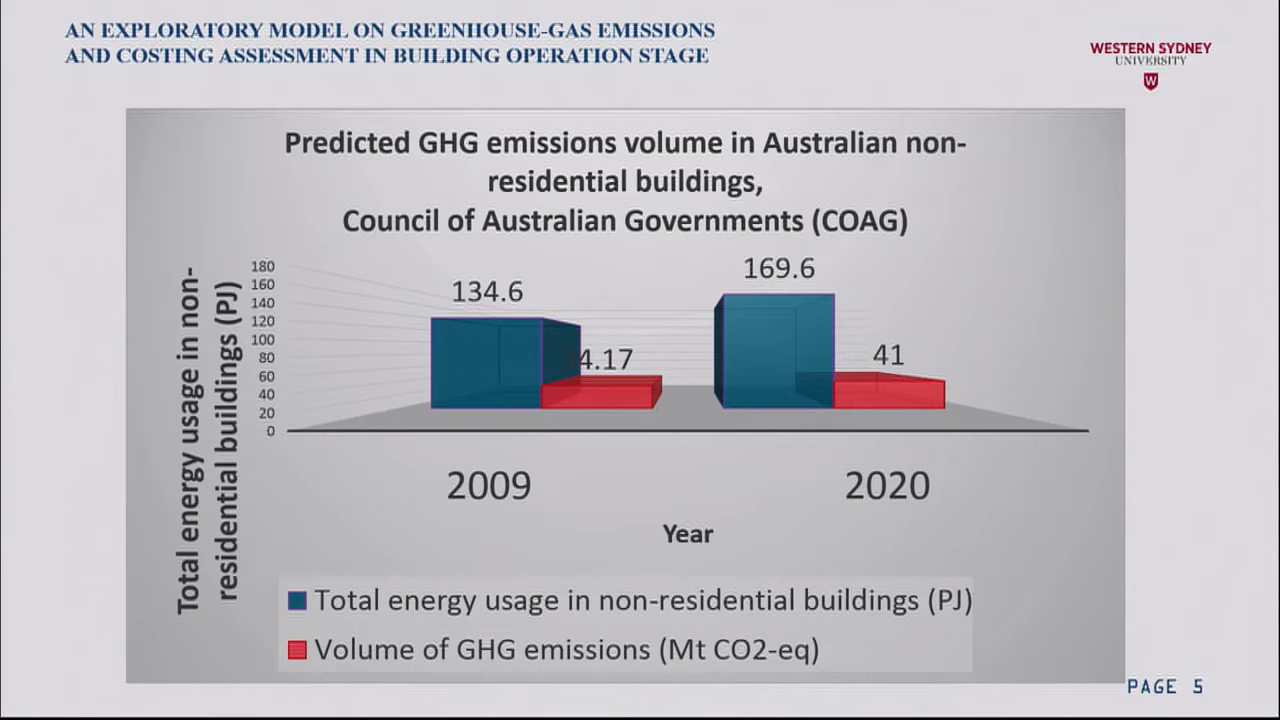 AN EXPLORATORY MODEL ON GREENHOUSE-GAS EMISSIONS
AND COSTING ASSESSMENT IN BUILDING OPERATION STAGE
WESTERN SYDNEY
UNIVERSITY
W
Predicted GHG emissions volume in Australian non-
residential buildings,
Council of Australian Governments (COAG)
Total energy usage in non-
residential buildings (PJ)
180
160
140
120
100
80
60
40
20
0
134.6
169.6
41
2009
2020
Year
Total energy usage in non-residential buildings (PJ)
Volume of GHG emissions (Mt CO2-eq)
PAGE 5